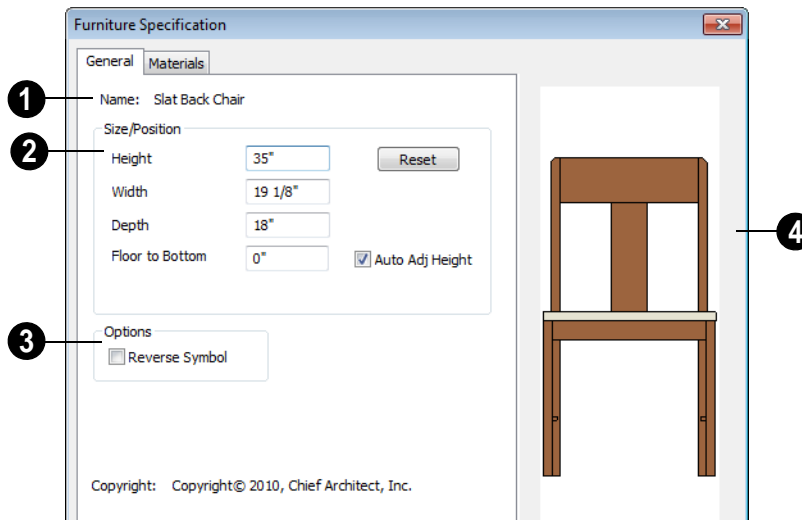 Furniture Specification
General Materials
1 Name: Slat Back Chair
Size/Position
2 Height 35" Reset
Width 19 1/8"
Depth 18"
4
Floor to Bottom 0" Auto Adj Height
Options
3
Reverse Symbol
Copyright: Copyright© 2010, Chief Architect, Inc.